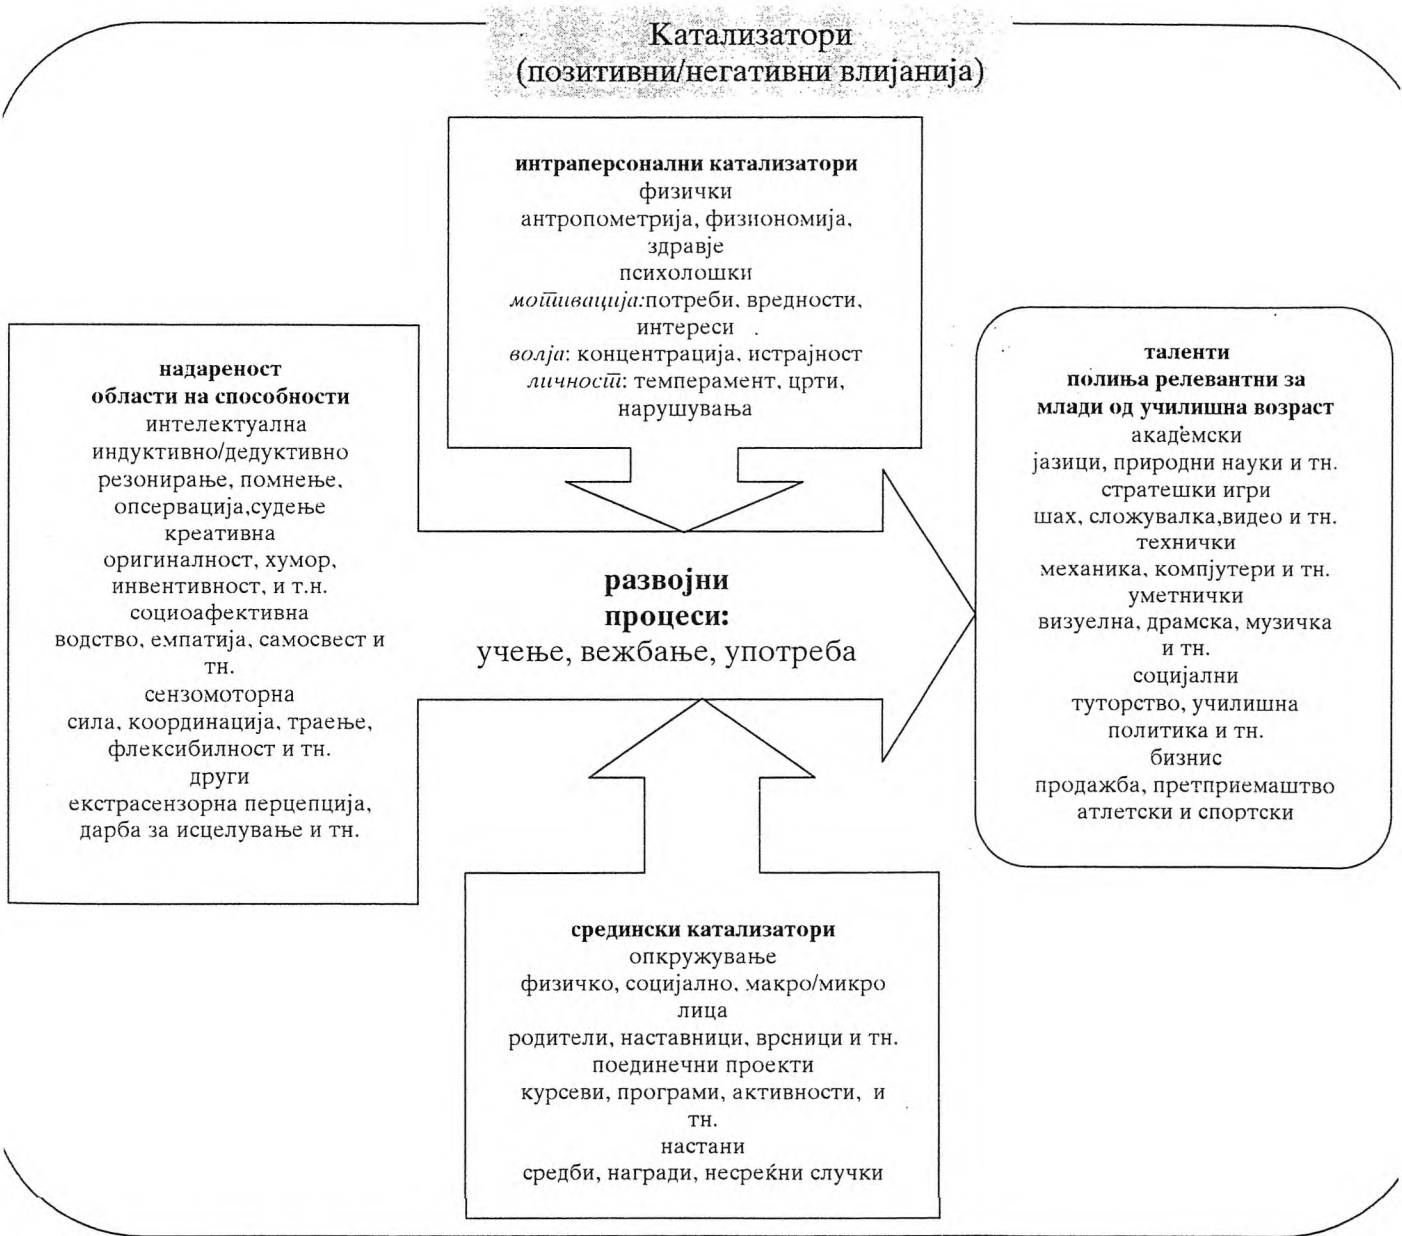 Катализатори
(позитивни/негативни влијанија)
интраперсонални катализатори
физички
антропометрија, физиономија,
здравје
психолошки
мотивација:потреби, вредности,
интереси
волја: концентрација, истрајност
личност: темперамент, црти,
нарушувања
надареност
области на способности
интелектуална
индуктивно/дедуктивно
резонирање, помнење,
опсервација,судење
креативна
оригиналност, хумор,
инвентивност, и т.н.
социоафективна
водство, емпатија, самосвест и
тн.
сензомоторна
сила, координација, траење,
флексибилност и тн.
други
екстрасензорна перцепција,
дарба за исцелување и тн.
развојни
процеси:
учење, вежбање, употреба
таленти
полиња релевантни за
млади од училишна возраст
академски
јазици, природни науки и тн.
стратешки игри
шах, сложувалка,видео и тн.
технички
механика, компјутери и тн.
уметнички
визуелна, драмска, музичка
и тн.
социјални
туторство, училишна
политика и тн.
бизнис
продажба, претприемаштво
атлетски и спортски
средински катализатори
опкружување
физичко, социјално, макро/микро
лица
родители, наставници, врсници и тн.
поединечни проекти
курсеви, програми, активности, и
тн.
настани
средби, награди, несреќни случки